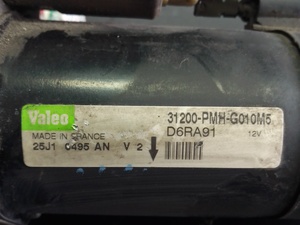 Valeo
31200-PMH-G010M5
D6RA91
12V
MADE IN FRANCE
25J1 0495 AN V 2